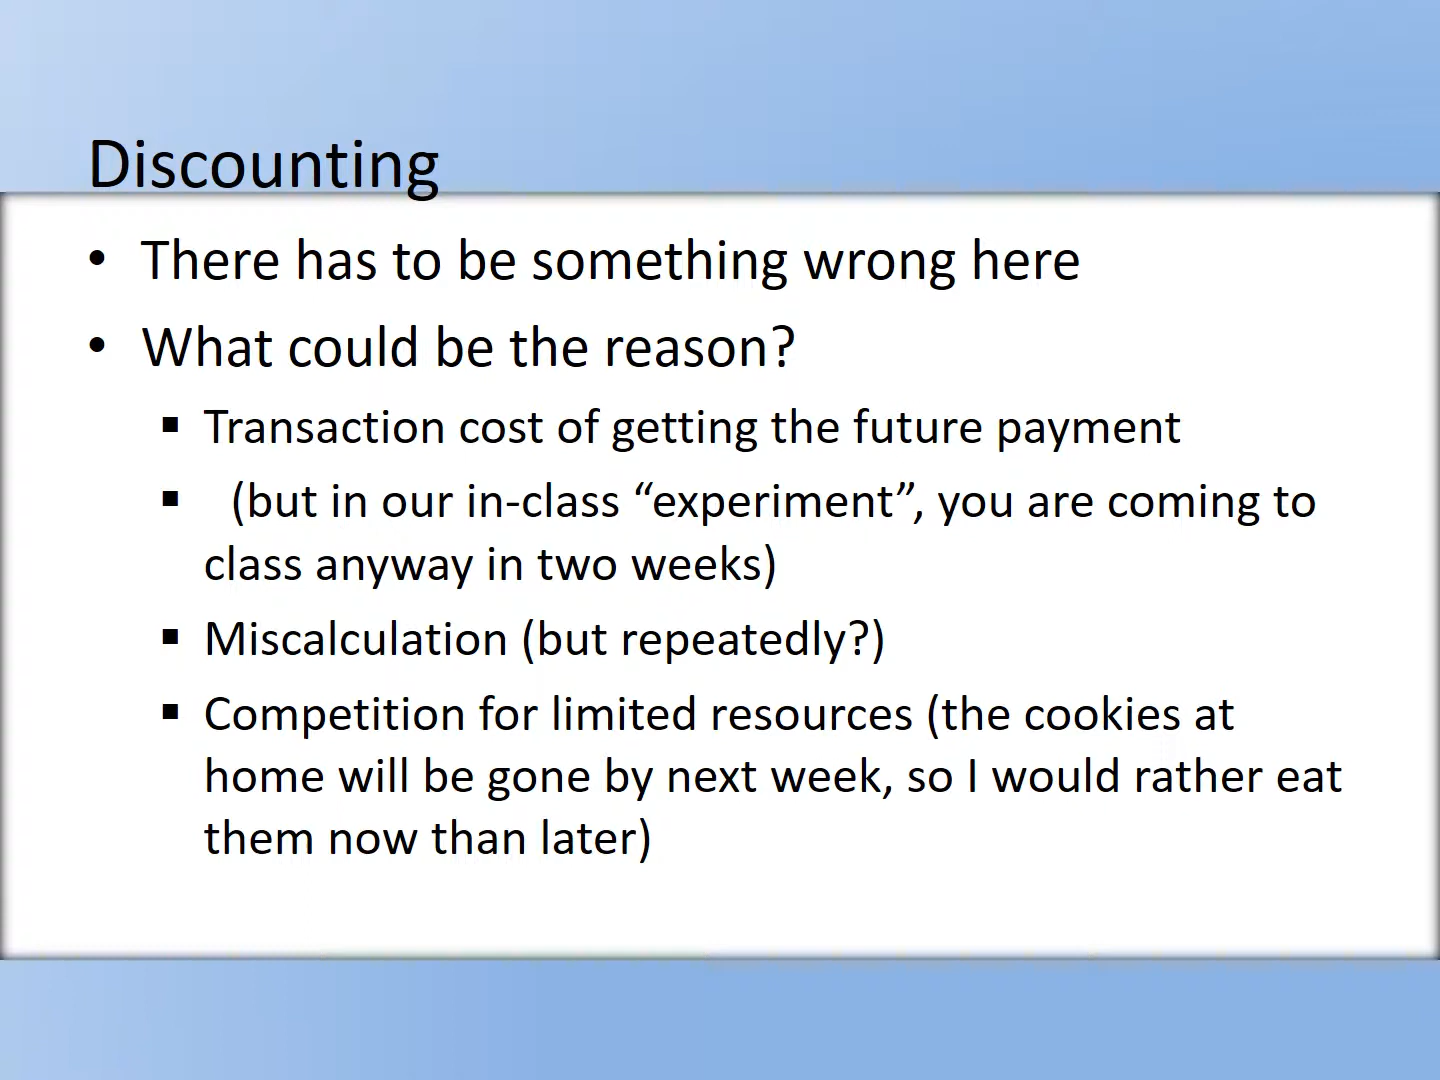 Discounting
• There has to be something wrong here
• What could be the reason?
▪ Transaction cost of getting the future payment
▪ (but in our in-class “experiment”, you are coming to
class anyway in two weeks)
▪ Miscalculation (but repeatedly?)
▪ Competition for limited resources (the cookies at
home will be gone by next week, so I would rather eat
them now than later)